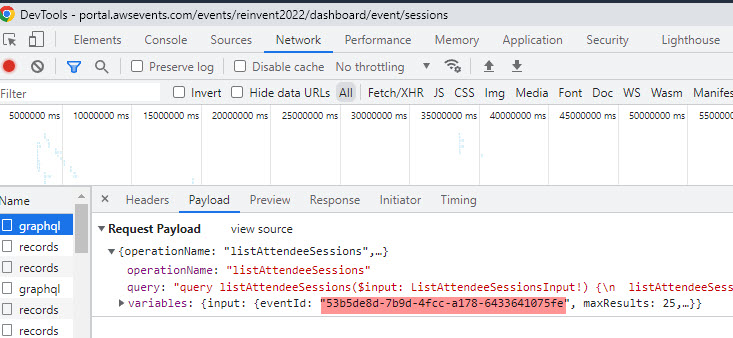 DevTools - portal.awsevents.com/events/reinvent2022/dashboard/event/sessions
Elements Console Sources Network Performance Memory Application Security Lighthouse
Preserve log Disable cache No throttling
Filter Invert Hide data URLs All Fetch/XHR JS CSS Img Media Font Doc WS Wasm Manifes
5000000 ms 10000000 ms 15000000 ms 20000000 ms 25000000 ms 30000000 ms 35000000 ms 40000000 ms 45000000 ms 50000000 ms 5500000
Name × Headers Payload Preview Response Initiator Timing
graphql
records
records
graphql
records
records
▼ Request Payload view source
▼{operationName: "listAttendeeSessions",…}
operationName: "listAttendeeSessions"
query: "query listAttendeeSessions($input: ListAttendeeSessionsInput!) {\n  listAttendeeSess
▶ variables: {input: {eventId: "53b5de8d-7b9d-4fcc-a178-6433641075fe", maxResults: 25,…}}